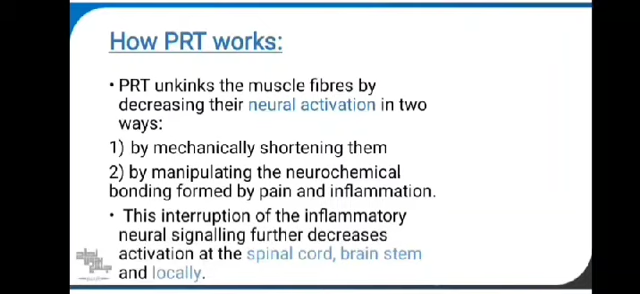 How PRT works:
• PRT unkinks the muscle fibres by
decreasing their neural activation in two
ways:
1) by mechanically shortening them
2) by manipulating the neurochemical
bonding formed by pain and inflammation.
• This interruption of the inflammatory
neural signalling further decreases
activation at the spinal cord, brain stem
and locally.